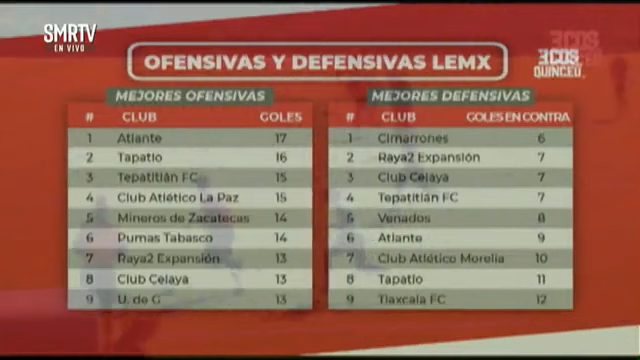 SMRTV
EN VIVO
ECOS
QUINCEO
OFENSIVAS Y DEFENSIVAS LEMX
MEJORES OFENSIVAS
# CLUB GOLES
1 Atlante 17
2 Tapatío 16
3 Tepatitlán FC 15
4 Club Atlético La Paz 15
5 Mineros de Zacatecas 14
6 Pumas Tabasco 14
7 Raya2 Expansión 13
8 Club Celaya 13
9 U. de G 13
MEJORES DEFENSIVAS
# CLUB GOLES EN CONTRA
1 Cimarrones 6
2 Raya2 Expansión 7
3 Club Celaya 7
4 Tepatitlán FC 7
5 Venados 8
6 Atlante 9
7 Club Atlético Morelia 10
8 Tapatío 11
9 Tlaxcala FC 12